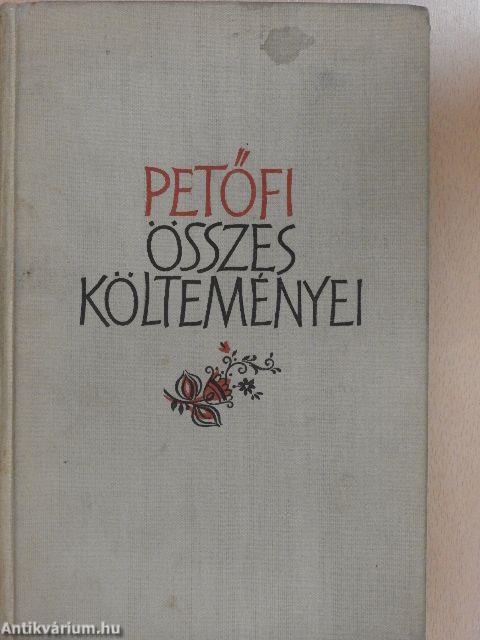 PETŐFI
ÖSSZES
KÖLTEMÉNYEI
Antikvárium.hu